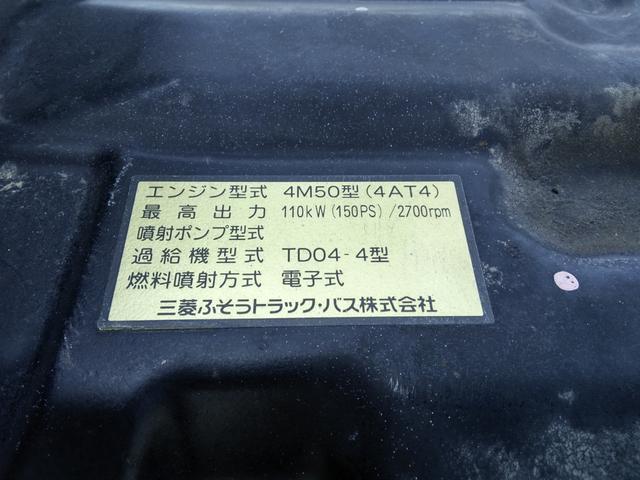 エンジン型式 4M50型(4AT4)
最高出力 110kW(150PS)/2700rpm
噴射ポンプ型式
過給機型式 TD04-4型
燃料噴射方式 電子式
三菱ふそうトラック・バス株式会社